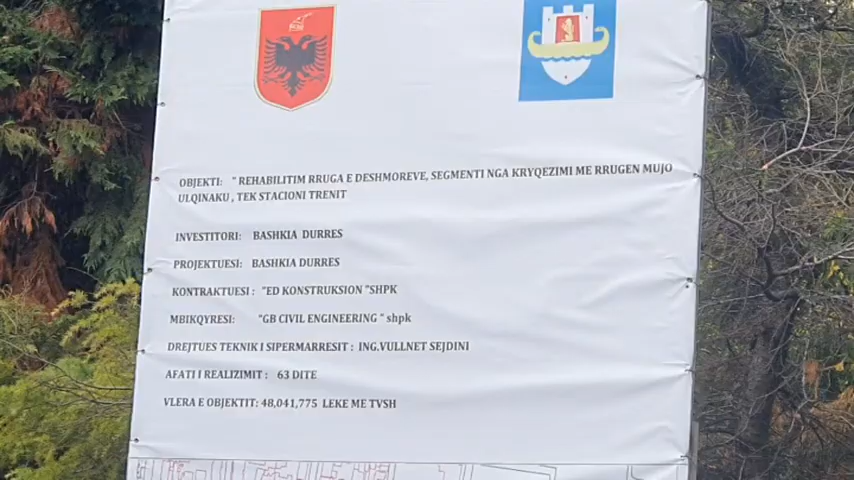 OBJEKTI: " REHABILITIM RRUGA E DESHMOREVE, SEGMENTI NGA KRYQEZIMI ME RRUGEN MUJO
ULQINAKU , TEK STACIONI TRENIT
INVESTITORI: BASHKIA DURRES
PROJEKTUESI: BASHKIA DURRES
KONTRAKTUESI : "ED KONSTRUKSION "SHPK
MBIKQYRESI: "GB CIVIL ENGINEERING " shpk
DREJTUES TEKNIK I SIPERMARRESIT : ING.VULLNET SEJDINI
AFATI I REALIZIMIT : 63 DITE
VLERA E OBJEKTIT: 48,041,775 LEKE ME TVSH